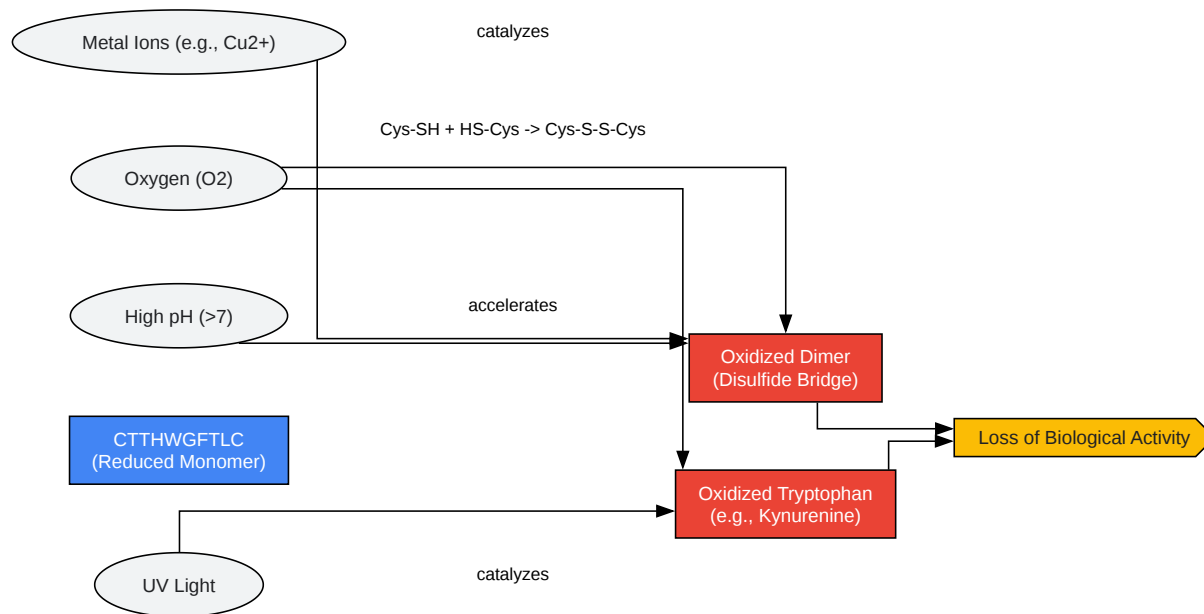 catalyzes
Metal Ions (e.g., Cu2+)
Cys-SH + HS-Cys -> Cys-S-S-Cys
Oxygen (O2)
accelerates
High pH (>7)
Oxidized Dimer
(Disulfide Bridge)
CTTHWGFTLC
(Reduced Monomer)
Loss of Biological Activity
Oxidized Tryptophan
(e.g., Kynurenine)
catalyzes
UV Light